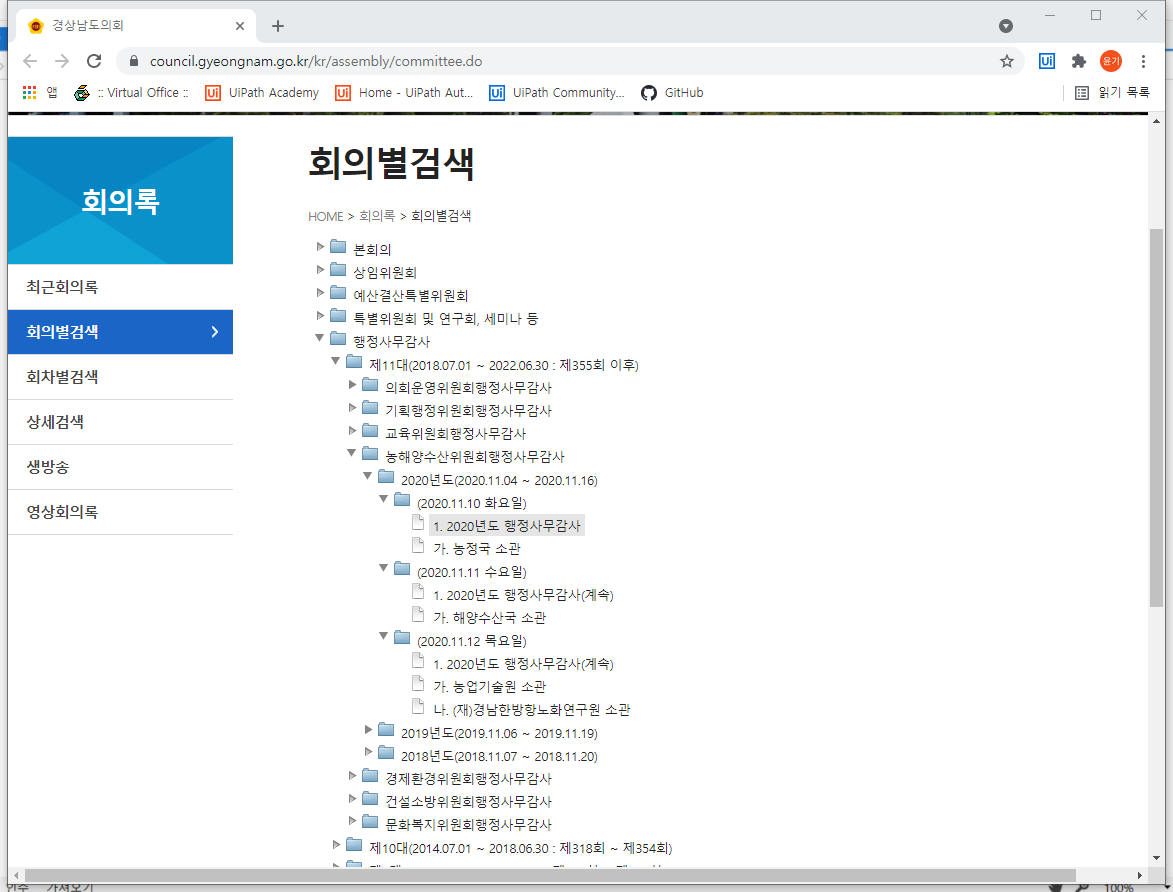 경상남도의회
council.gyeongnam.go.kr/kr/assembly/committee.do
Ui
윤기
앱
:: Virtual Office ::
Ui UiPath Academy
Ui Home - UiPath Aut...
Ui UiPath Community...
GitHub
읽기 목록
회의록
최근회의록
회의별검색
회차별검색
상세검색
생방송
영상회의록
회의별검색
HOME > 회의록 > 회의별검색
본회의
상임위원회
예산결산특별위원회
특별위원회 및 연구회, 세미나 등
행정사무감사
제11대(2018.07.01 ~ 2022.06.30 : 제355회 이후)
의회운영위원회행정사무감사
기획행정위원회행정사무감사
교육위원회행정사무감사
농해양수산위원회행정사무감사
2020년도(2020.11.04 ~ 2020.11.16)
(2020.11.10 화요일)
1. 2020년도 행정사무감사
가. 농정국 소관
(2020.11.11 수요일)
1. 2020년도 행정사무감사(계속)
가. 해양수산국 소관
(2020.11.12 목요일)
1. 2020년도 행정사무감사(계속)
가. 농업기술원 소관
나. (재)경남한방항노화연구원 소관
2019년도(2019.11.06 ~ 2019.11.19)
2018년도(2018.11.07 ~ 2018.11.20)
경제환경위원회행정사무감사
건설소방위원회행정사무감사
문화복지위원회행정사무감사
제10대(2014.07.01 ~ 2018.06.30 : 제318회 ~ 제354회)
가져오기
100%